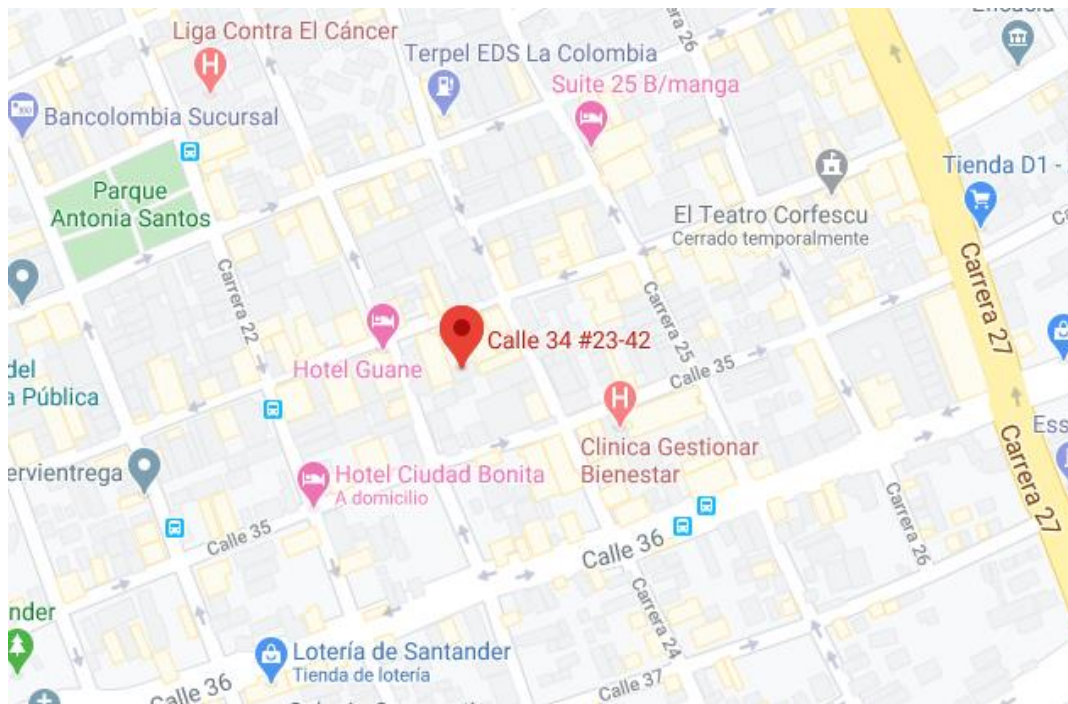 Liga Contra El Cáncer
Carrera 26
Terpel EDS La Colombia
Suite 25 B/manga
Bancolombia Sucursal
Parque
Antonia Santos
Tienda D1 -
El Teatro Corfescu
Cerrado temporalmente
Carrera 22
Carrera 25
Carrera 27
Calle 34 #23-42
Hotel Guane
del
a Pública
Calle 35
Clinica Gestionar
Bienestar
Ess
ervientrega
Hotel Ciudad Bonita
A domicilio
Carrera 27
Calle 35
Calle 36
Carrera 26
nder
Carrera 24
Lotería de Santander
Tienda de lotería
Calle 36
Calle 37